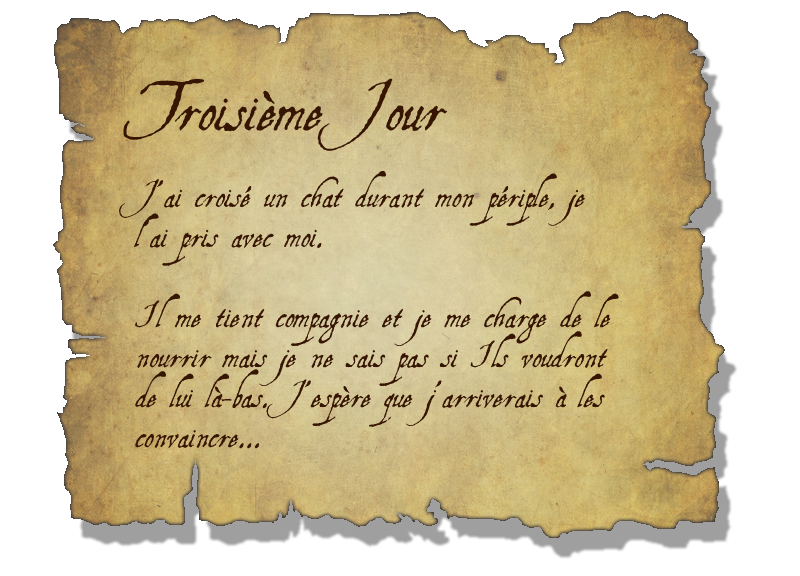 Troisième Jour
J'ai croisé un chat durant mon périple, je
l'ai pris avec moi.
Il me tient compagnie et je me charge de le
nourrir mais je ne sais pas si Ils voudront
de lui là-bas. J'espère que j'arriverais à les
convaincre...